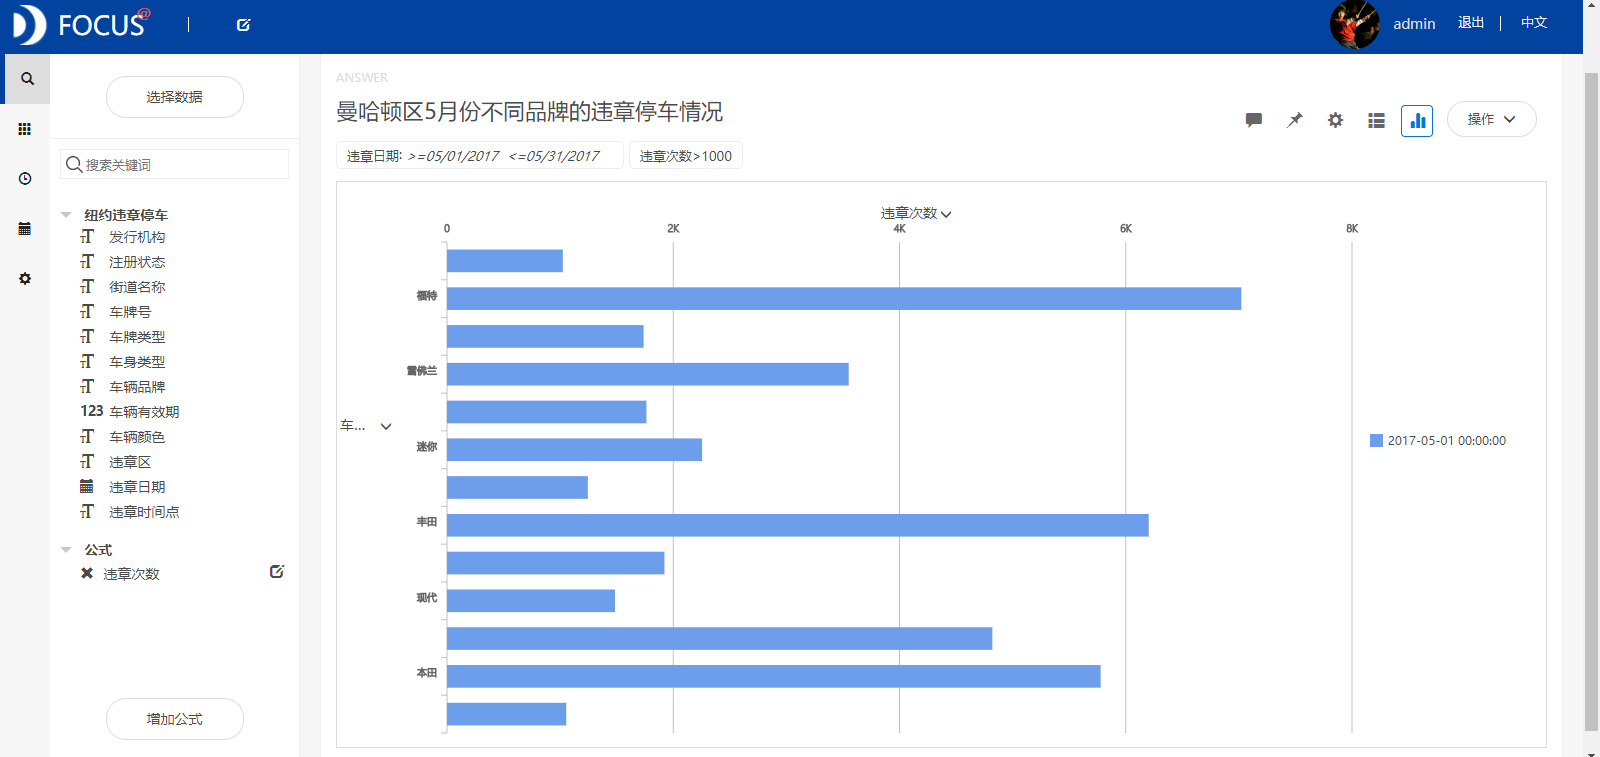 FOCUS@
admin
退出
中文
选择数据
搜索关键词
纽约违章停车
发行机构
注册状态
街道名称
车牌号
车牌类型
车身类型
车辆品牌
123 车辆有效期
车辆颜色
违章区
违章日期
违章时间点
公式
违章次数
增加公式
ANSWER
曼哈顿区5月份不同品牌的违章停车情况
操作
违章日期: >=05/01/2017 <=05/31/2017
违章次数>1000
违章次数
0 2K 4K 6K 8K
福特
雪佛兰
车...
迷你
丰田
现代
本田
2017-05-01 00:00:00